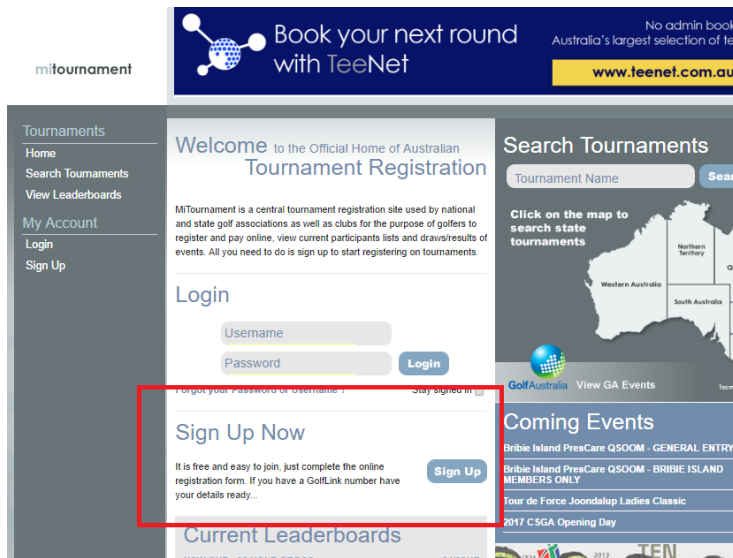 Book your next round
with TeeNet
No admin book
Australia's largest selection of te
www.teenet.com.au
mitournament
Tournaments
Home
Search Tournaments
View Leaderboards
My Account
Login
Sign Up
Welcome to the Official Home of Australian
Tournament Registration
MiTournament is a central tournament registration site used by national
and state golf associations as well as clubs for the purpose of golfers to
register and pay online, view current participants lists and draws/results of
events. All you need to do is sign up to start registering on tournaments.
Login
Username
Password
Login
Forgot your Password or Username ?
Stay signed in
Sign Up Now
It is free and easy to join, just complete the online
registration form. If you have a GolfLink number have
your details ready...
Sign Up
Current Leaderboards
Search Tournaments
Tournament Name
Sear
Click on the map to
search state
tournaments
Northern
Territory
Western Australia
South Australia
GolfAustralia
View GA Events
Coming Events
Bribie Island PresCare QSOOM - GENERAL ENTRY
Bribie Island PresCare QSOOM - BRIBIE ISLAND
MEMBERS ONLY
Tour de Force Joondalup Ladies Classic
2017 CSGA Opening Day
2013
TEN